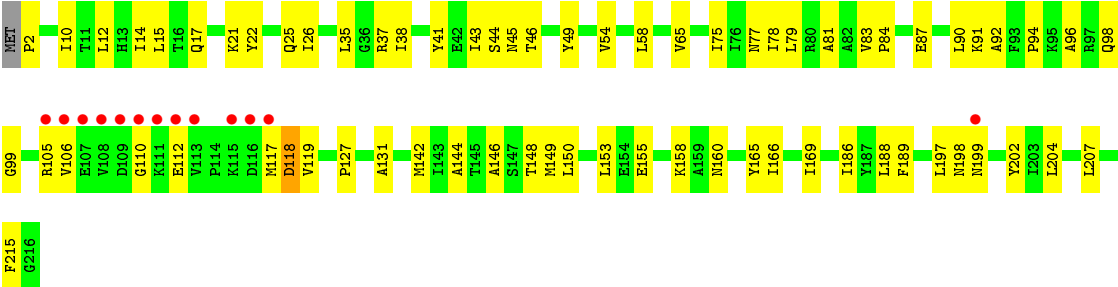 MET P2 I10 T11 L12 H13 I14 L15 T16 Q17 K21 Y22 Q25 I26 L35 G36 R37 I38 Y41 E42 I43 S44 N45 T46 Y49 V54 L58 V65 I75 I76 N77 I78 L79 R80 A81 A82 V83 P84 E87 L90 K91 A92 F93 P94 K95 A96 R97 Q98
G99 R105 V106 E107 V108 D109 G110 K111 E112 V113 P114 K115 D116 M117 D118 V119 P127 A131 M142 I143 A144 T145 A146 S147 T148 M149 L150 L153 E154 E155 K158 A159 N160 Y165 I166 I169 I186 Y187 L188 F189 L197 N198 N199 Y202 I203 L204 L207
F215 G216